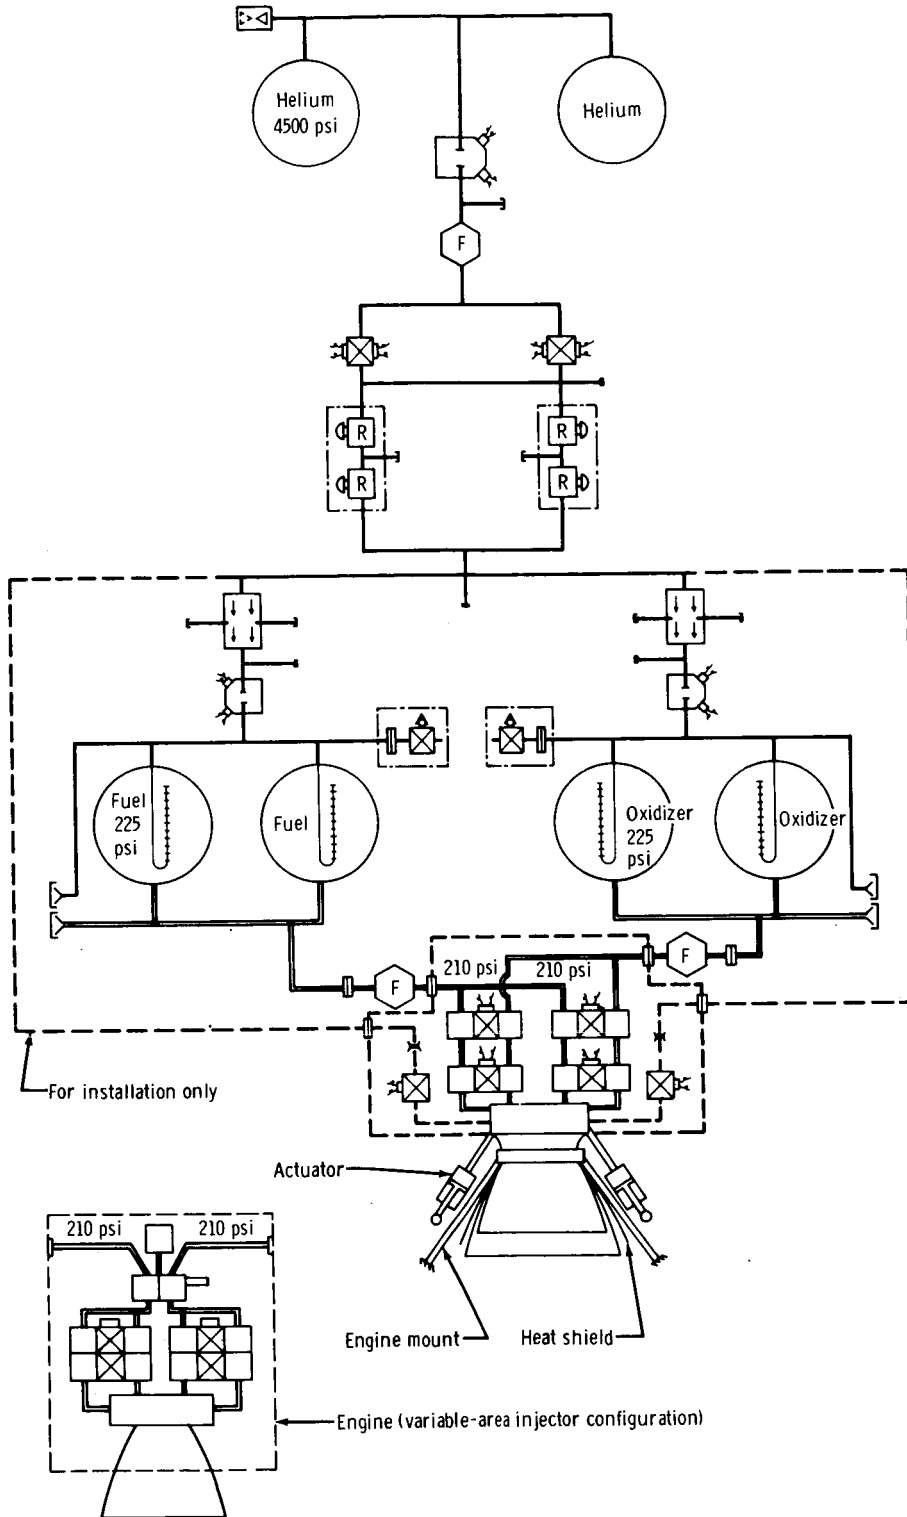 Helium
4500 psi
Helium
F
R
R
R
R
Fuel
225
psi
Fuel
Oxidizer
225
psi
Oxidizer
F
210 psi
210 psi
F
For installation only
Actuator
210 psi
210 psi
Engine mount
Heat shield
Engine (variable-area injector configuration)